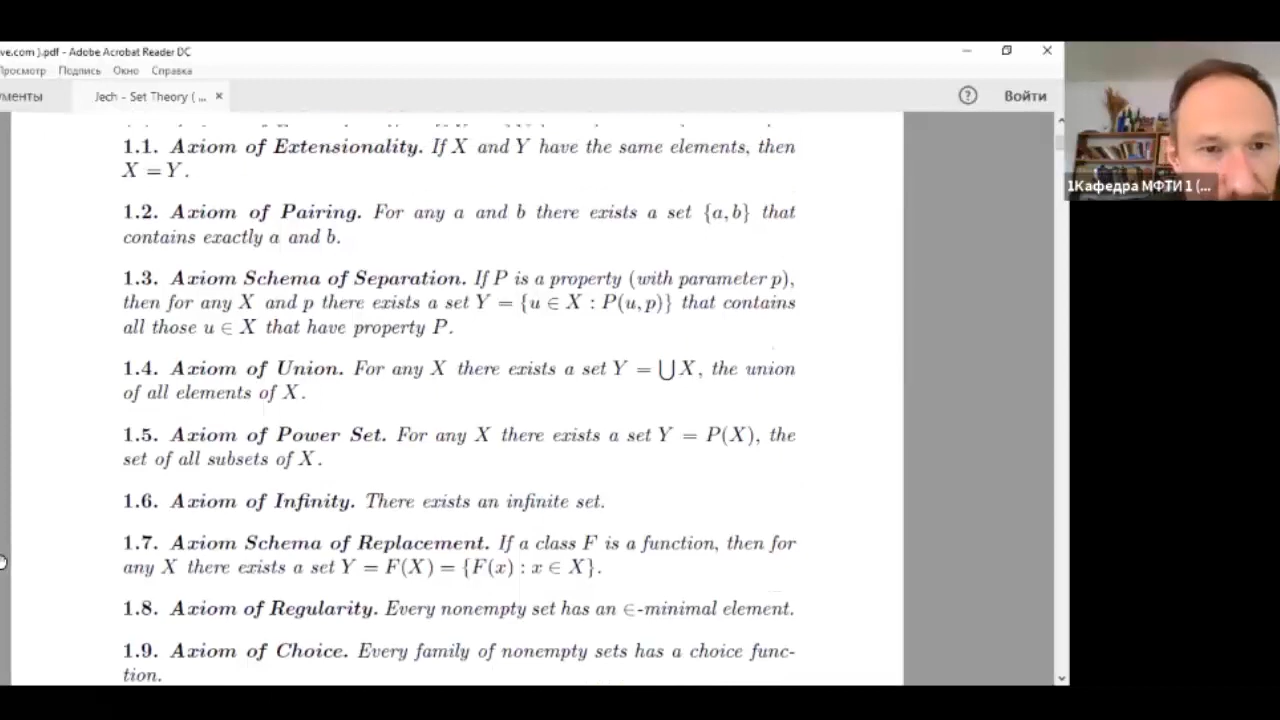 ve.com ).pdf - Adobe Acrobat Reader DC
Просмотр Подпись Окно Справка
ументы
Jech - Set Theory ( ... ×
? Войти
1.1. Axiom of Extensionality. If X and Y have the same elements, then
X = Y.
1.2. Axiom of Pairing. For any a and b there exists a set {a, b} that
contains exactly a and b.
1.3. Axiom Schema of Separation. If P is a property (with parameter p),
then for any X and p there exists a set Y = {u ∈ X : P(u, p)} that contains
all those u ∈ X that have property P.
1.4. Axiom of Union. For any X there exists a set Y = ⋃ X, the union
of all elements of X.
1.5. Axiom of Power Set. For any X there exists a set Y = P(X), the
set of all subsets of X.
1.6. Axiom of Infinity. There exists an infinite set.
1.7. Axiom Schema of Replacement. If a class F is a function, then for
any X there exists a set Y = F(X) = {F(x) : x ∈ X}.
1.8. Axiom of Regularity. Every nonempty set has an ∈-minimal element.
1.9. Axiom of Choice. Every family of nonempty sets has a choice func-
tion.
1Кафедра МФТИ 1 (...